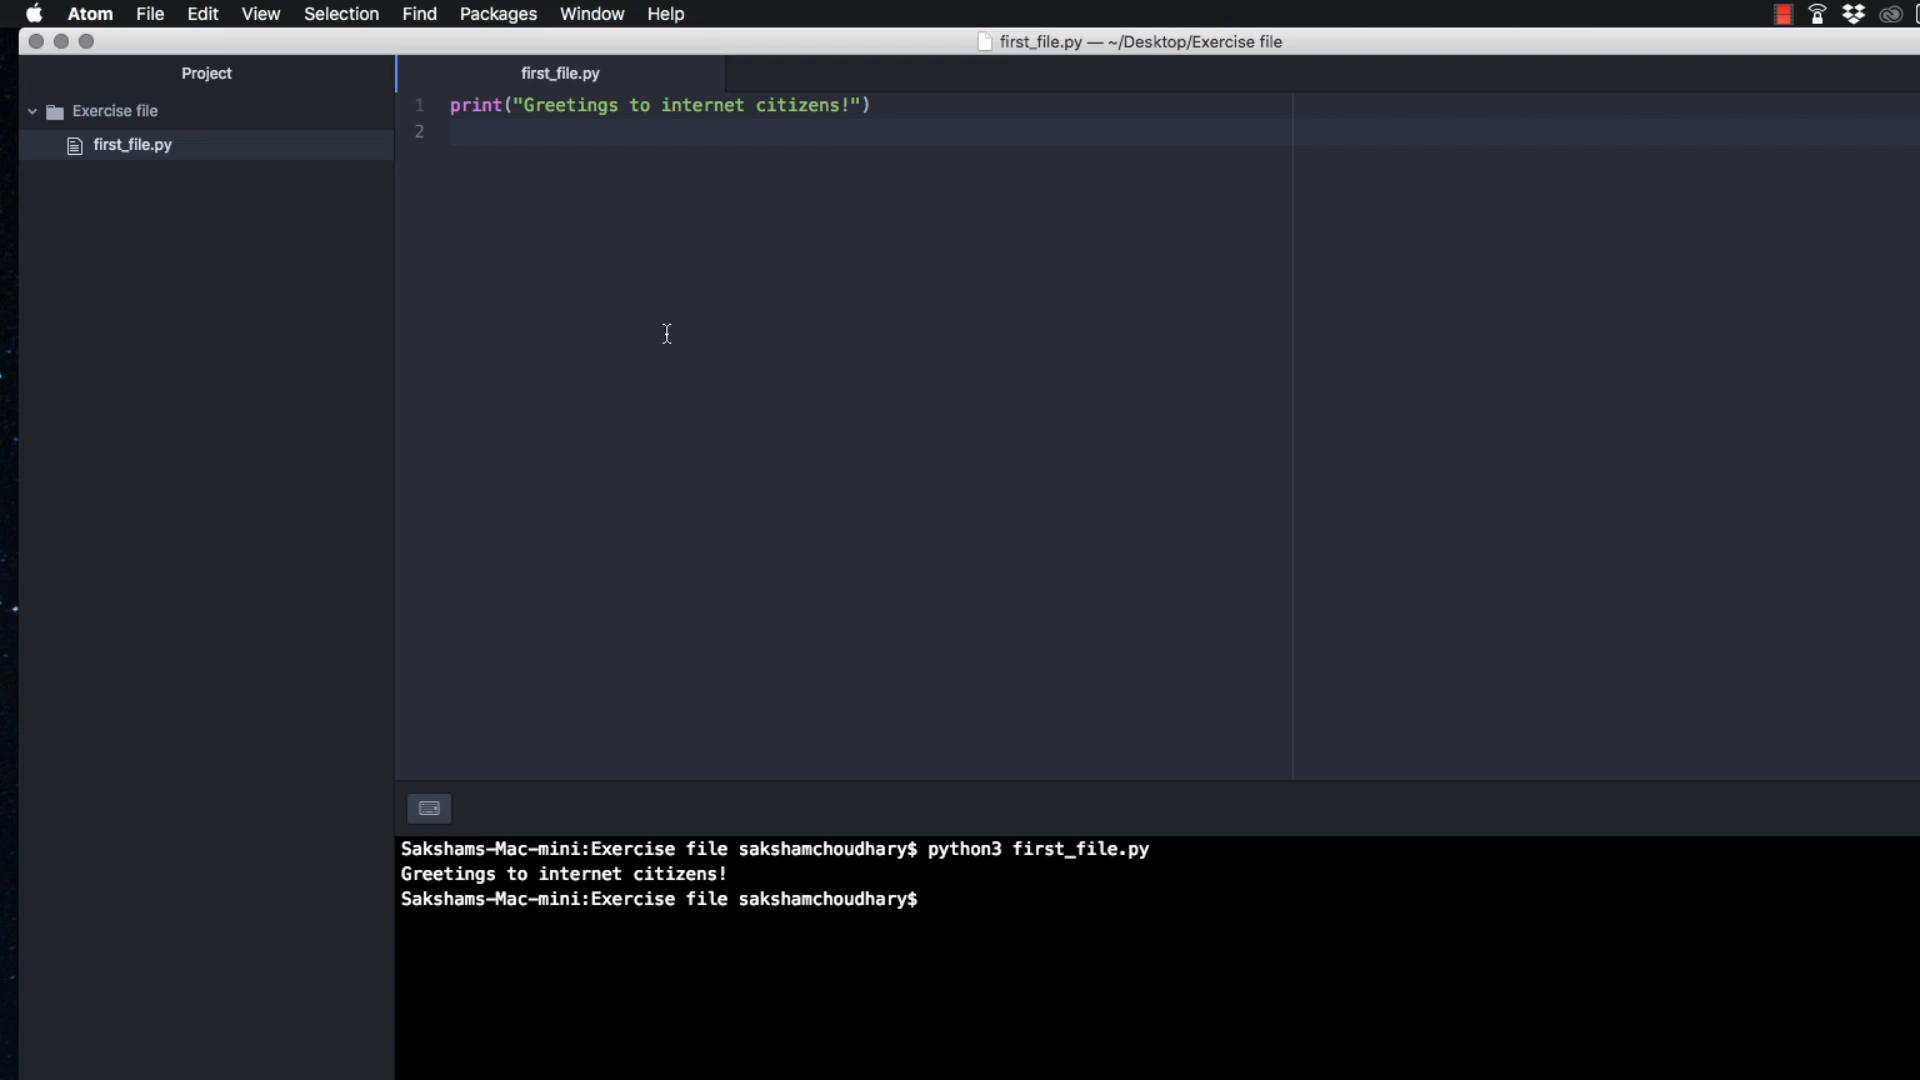 Atom File Edit View Selection Find Packages Window Help
first_file.py — ~/Desktop/Exercise file
Project
first_file.py
Exercise file
first_file.py
1 print("Greetings to internet citizens!")
2
Sakshams-Mac-mini:Exercise file sakshamchoudhary$ python3 first_file.py
Greetings to internet citizens!
Sakshams-Mac-mini:Exercise file sakshamchoudhary$